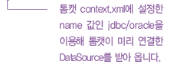 톰캣 context.xml에 설정한
name 값인 jdbc/oracle을
이용해 톰캣이 미리 연결한
DataSource를 받아 옵니다.